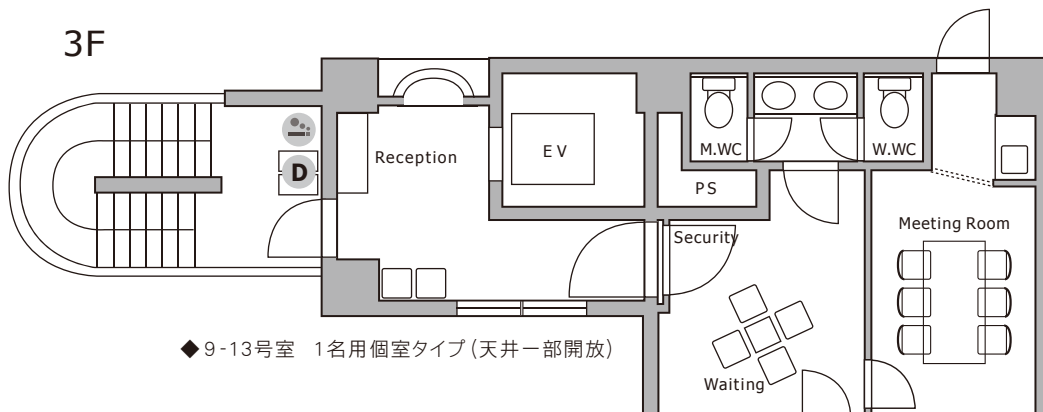 3F
Reception
EV
M.WC
W.WC
PS
D
Security
Meeting Room
◆9-13号室 1名用個室タイプ(天井一部開放)
Waiting